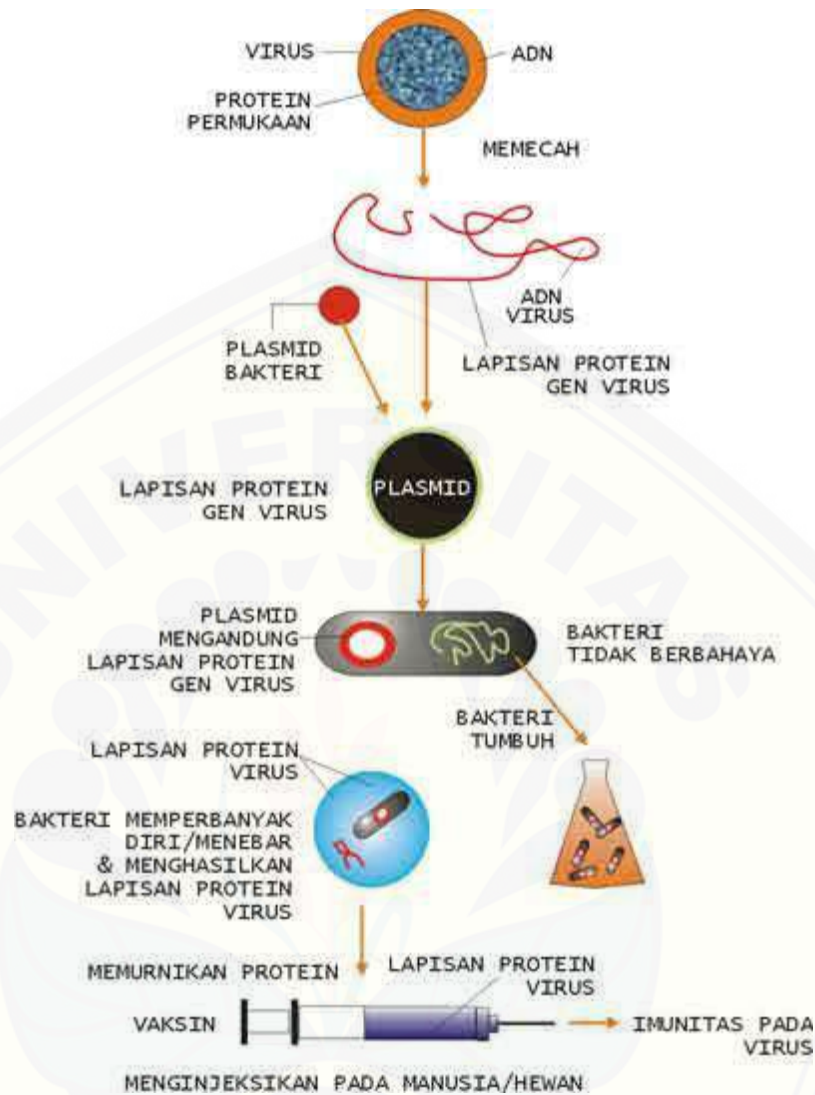 VIRUS
ADN
PROTEIN
PERMUKAAN
MEMECAH
ADN
VIRUS
PLASMID
BAKTERI
LAPISAN PROTEIN
GEN VIRUS
LAPISAN PROTEIN
GEN VIRUS
PLASMID
PLASMID
MENGANDUNG
LAPISAN PROTEIN
GEN VIRUS
BAKTERI
TIDAK BERBAHAYA
BAKTERI
TUMBUH
LAPISAN PROTEIN
VIRUS
BAKTERI MEMPERBANYAK
DIRI/MENEBAR
& MENGHASILKAN
LAPISAN PROTEIN
VIRUS
MEMURNIKAN PROTEIN
LAPISAN PROTEIN
VIRUS
VAKSIN
IMUNITAS PADA
VIRUS
MENGINJEKSIKAN PADA MANUSIA/HEWAN
UNIVERSITAS